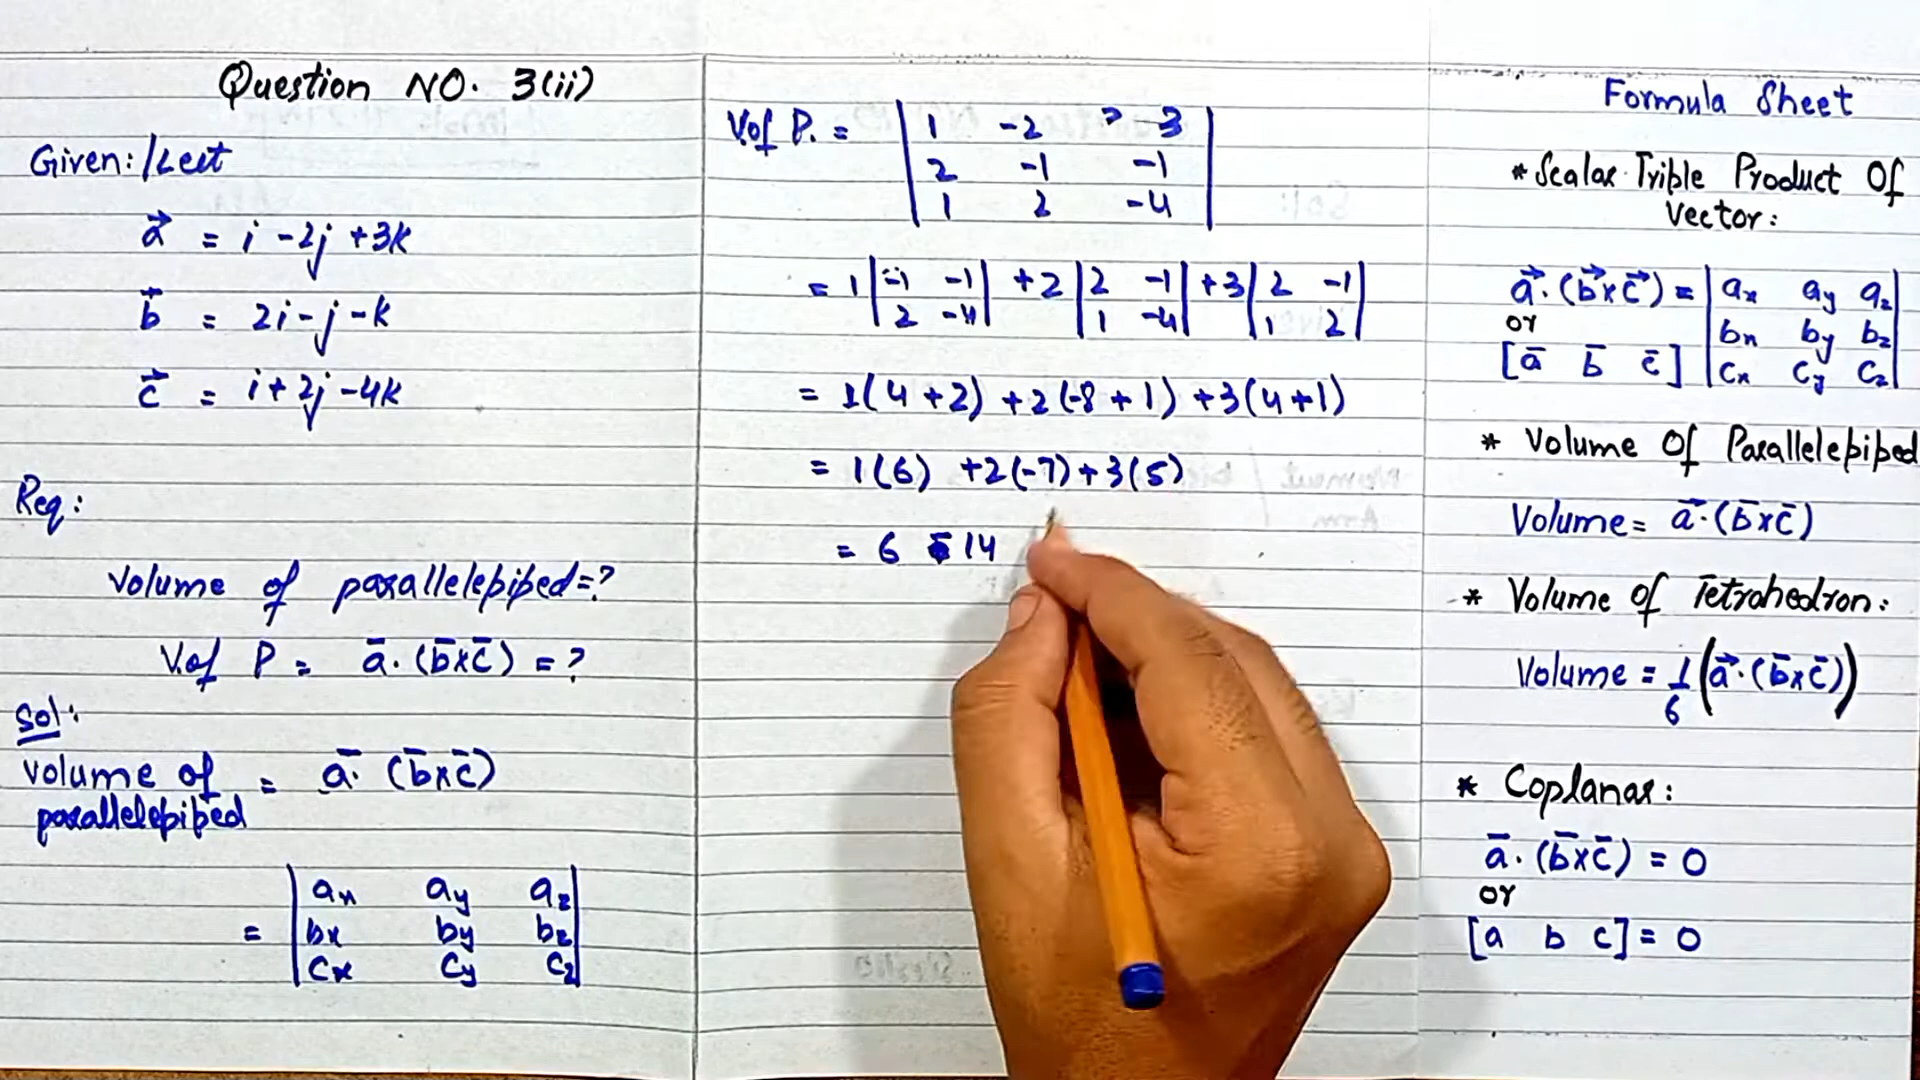 Question NO. 3(ii)
Given: / Leit
a⃗ = i - 2j + 3k
b⃗ = 2i - j - k
c⃗ = i + 2j - 4k
Req:
Volume of parallelepiped = ?
V.of P = a̅ . (b̅ x c̅) = ?
Sol:
Volume of parallelepiped = a̅ . (b̅ x c̅)
= | ax ay az |
| bx by bz |
| cx cy cz |
V.of P. = | 1 -2 3 |
| 2 -1 -1 |
| 1 2 -4 |
= 1 | -1 -1 | + 2 | 2 -1 | + 3 | 2 -1 |
| 2 -4 | | 1 -4 | | 1 2 |
= 1(4 + 2) + 2(-8 + 1) + 3(4 + 1)
= 1(6) + 2(-7) + 3(5)
= 6 - 14
Formula Sheet
* Scalar Triple Product Of
Vector:
a⃗ . (b⃗ x c⃗) = | ax ay az |
or | bx by bz |
[a̅ b̅ c̅] | cx cy cz |
* Volume Of Parallelepiped
Volume = a⃗ . (b̅ x c̅)
* Volume of Tetrahedron:
Volume = 1/6 (a⃗ . (b̅ x c̅))
* Coplanar:
a̅ . (b̅ x c̅) = 0
or
[a b c] = 0